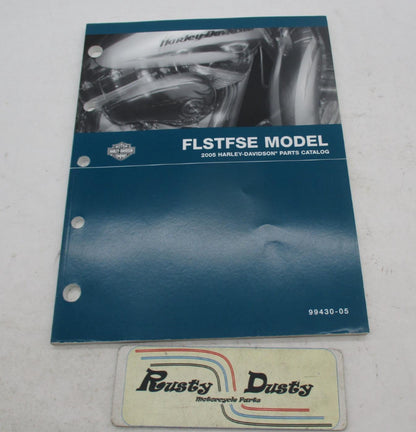 Harley-Davidson
FLSTFSE MODEL
2005 HARLEY-DAVIDSON® PARTS CATALOG
99430-05
Rusty Dusty
Motorcycle Parts